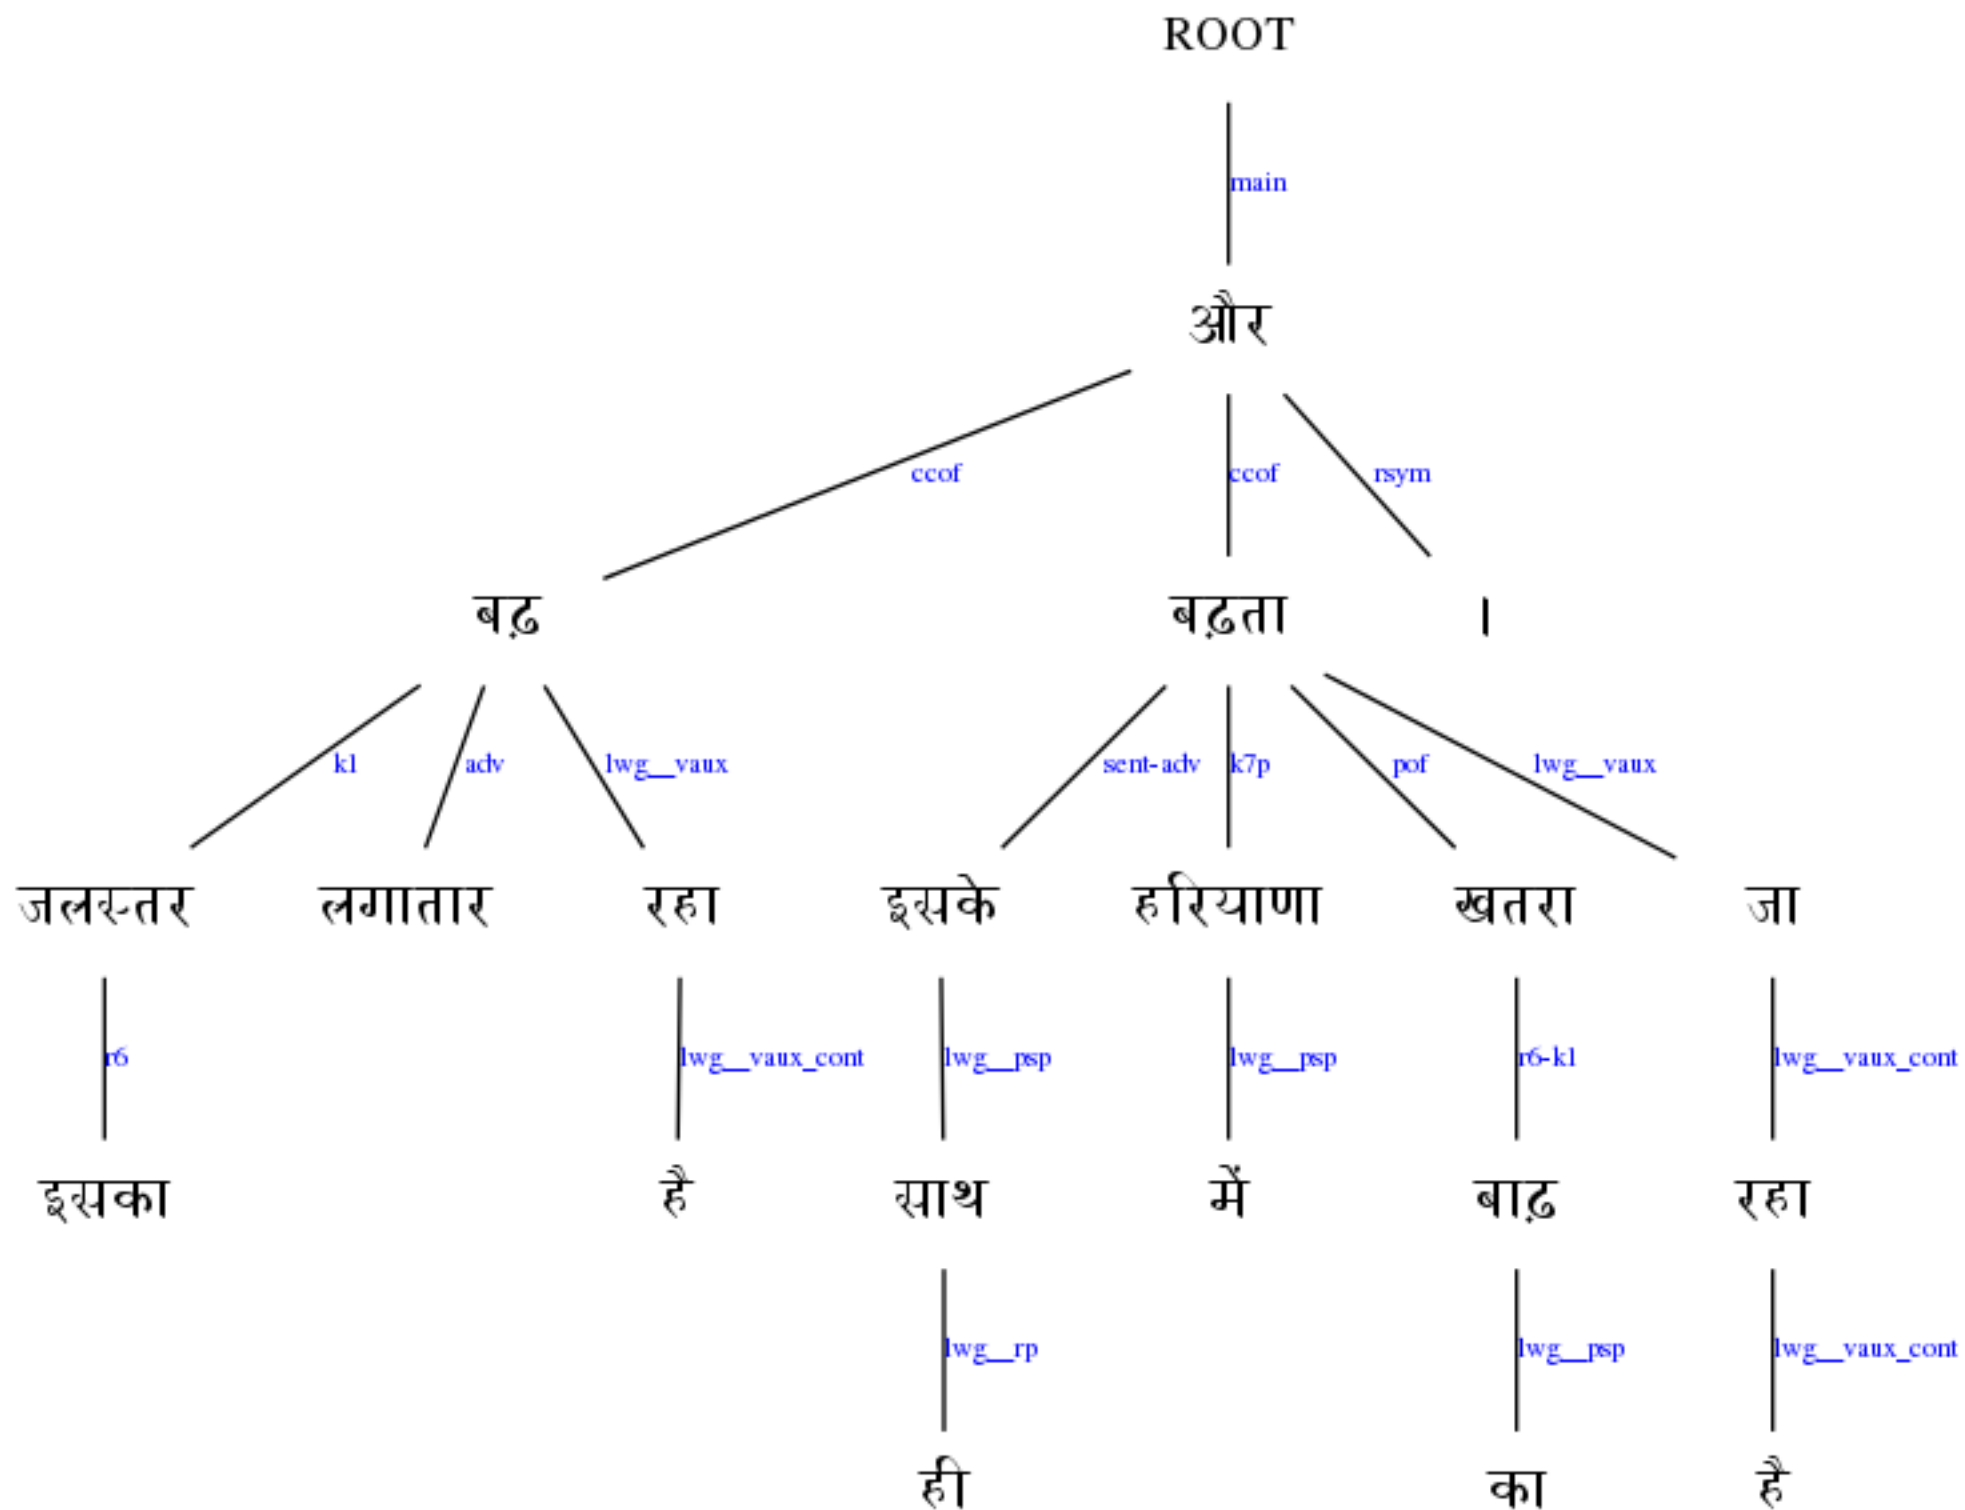 ROOT
main
और
ccof ccof rsym
बढ़ बढ़ता ।
k1 adv lwg__vaux sent-adv k7p pof lwg__vaux
जलस्तर लगातार रहा इसके हरियाणा खतरा जा
r6 lwg__vaux_cont lwg__psp lwg__psp r6-k1 lwg__vaux_cont
इसका है साथ में बाढ़ रहा
lwg__rp lwg__psp lwg__vaux_cont
ही का है